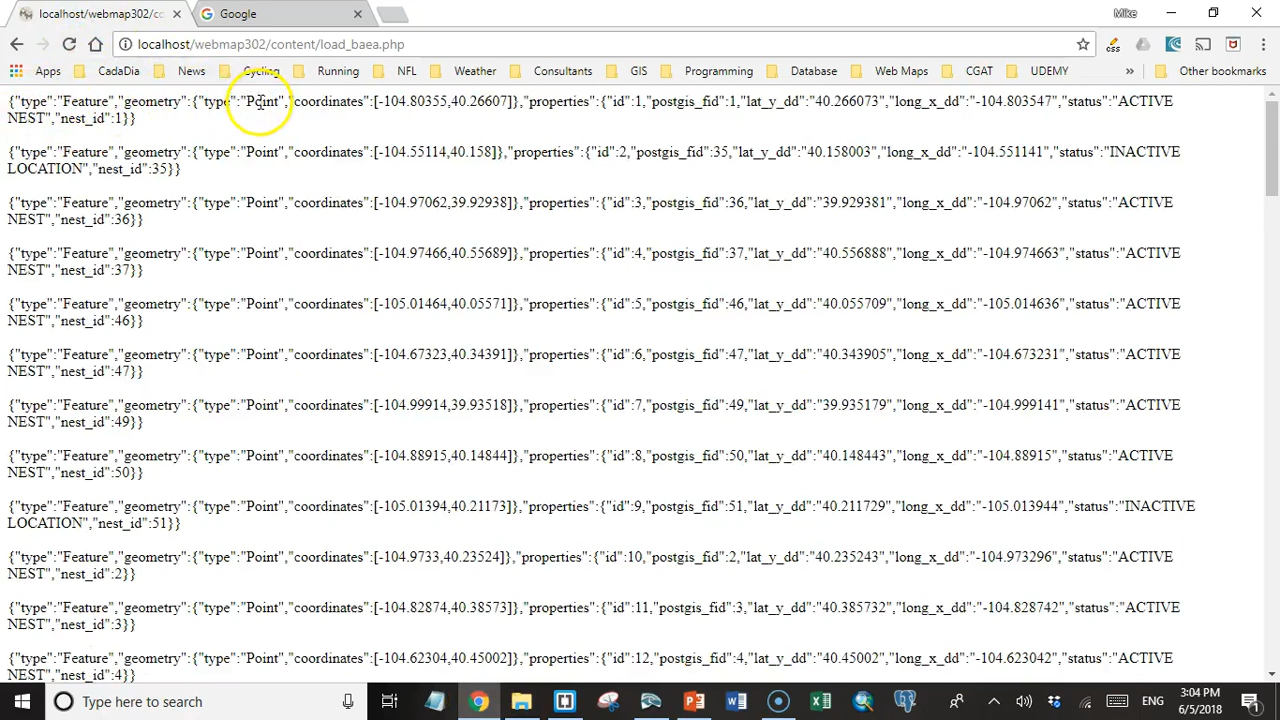 localhost/webmap302/cc
Google
Mike
localhost/webmap302/content/load_baea.php
css
Apps CadaDia News Cycling Running NFL Weather Consultants GIS Programming Database Web Maps CGAT UDEMY » Other bookmarks
{"type":"Feature","geometry":{"type":"Point","coordinates":[-104.80355,40.26607]},"properties":{"id":1,"postgis_fid":1,"lat_y_dd":"40.266073","long_x_dd":"-104.803547","status":"ACTIVE
NEST","nest_id":1}}
{"type":"Feature","geometry":{"type":"Point","coordinates":[-104.55114,40.158]},"properties":{"id":2,"postgis_fid":35,"lat_y_dd":"40.158003","long_x_dd":"-104.551141","status":"INACTIVE
LOCATION","nest_id":35}}
{"type":"Feature","geometry":{"type":"Point","coordinates":[-104.97062,39.92938]},"properties":{"id":3,"postgis_fid":36,"lat_y_dd":"39.929381","long_x_dd":"-104.97062","status":"ACTIVE
NEST","nest_id":36}}
{"type":"Feature","geometry":{"type":"Point","coordinates":[-104.97466,40.55689]},"properties":{"id":4,"postgis_fid":37,"lat_y_dd":"40.556888","long_x_dd":"-104.974663","status":"ACTIVE
NEST","nest_id":37}}
{"type":"Feature","geometry":{"type":"Point","coordinates":[-105.01464,40.05571]},"properties":{"id":5,"postgis_fid":46,"lat_y_dd":"40.055709","long_x_dd":"-105.014636","status":"ACTIVE
NEST","nest_id":46}}
{"type":"Feature","geometry":{"type":"Point","coordinates":[-104.67323,40.34391]},"properties":{"id":6,"postgis_fid":47,"lat_y_dd":"40.343905","long_x_dd":"-104.673231","status":"ACTIVE
NEST","nest_id":47}}
{"type":"Feature","geometry":{"type":"Point","coordinates":[-104.99914,39.93518]},"properties":{"id":7,"postgis_fid":49,"lat_y_dd":"39.935179","long_x_dd":"-104.999141","status":"ACTIVE
NEST","nest_id":49}}
{"type":"Feature","geometry":{"type":"Point","coordinates":[-104.88915,40.14844]},"properties":{"id":8,"postgis_fid":50,"lat_y_dd":"40.148443","long_x_dd":"-104.88915","status":"ACTIVE
NEST","nest_id":50}}
{"type":"Feature","geometry":{"type":"Point","coordinates":[-105.01394,40.21173]},"properties":{"id":9,"postgis_fid":51,"lat_y_dd":"40.211729","long_x_dd":"-105.013944","status":"INACTIVE
LOCATION","nest_id":51}}
{"type":"Feature","geometry":{"type":"Point","coordinates":[-104.9733,40.23524]},"properties":{"id":10,"postgis_fid":2,"lat_y_dd":"40.235243","long_x_dd":"-104.973296","status":"ACTIVE
NEST","nest_id":2}}
{"type":"Feature","geometry":{"type":"Point","coordinates":[-104.82874,40.38573]},"properties":{"id":11,"postgis_fid":3,"lat_y_dd":"40.385732","long_x_dd":"-104.828742","status":"ACTIVE
NEST","nest_id":3}}
{"type":"Feature","geometry":{"type":"Point","coordinates":[-104.62304,40.45002]},"properties":{"id":12,"postgis_fid":4,"lat_y_dd":"40.45002","long_x_dd":"-104.623042","status":"ACTIVE
NEST","nest_id":4}}
Type here to search
ENG
3:04 PM
6/5/2018